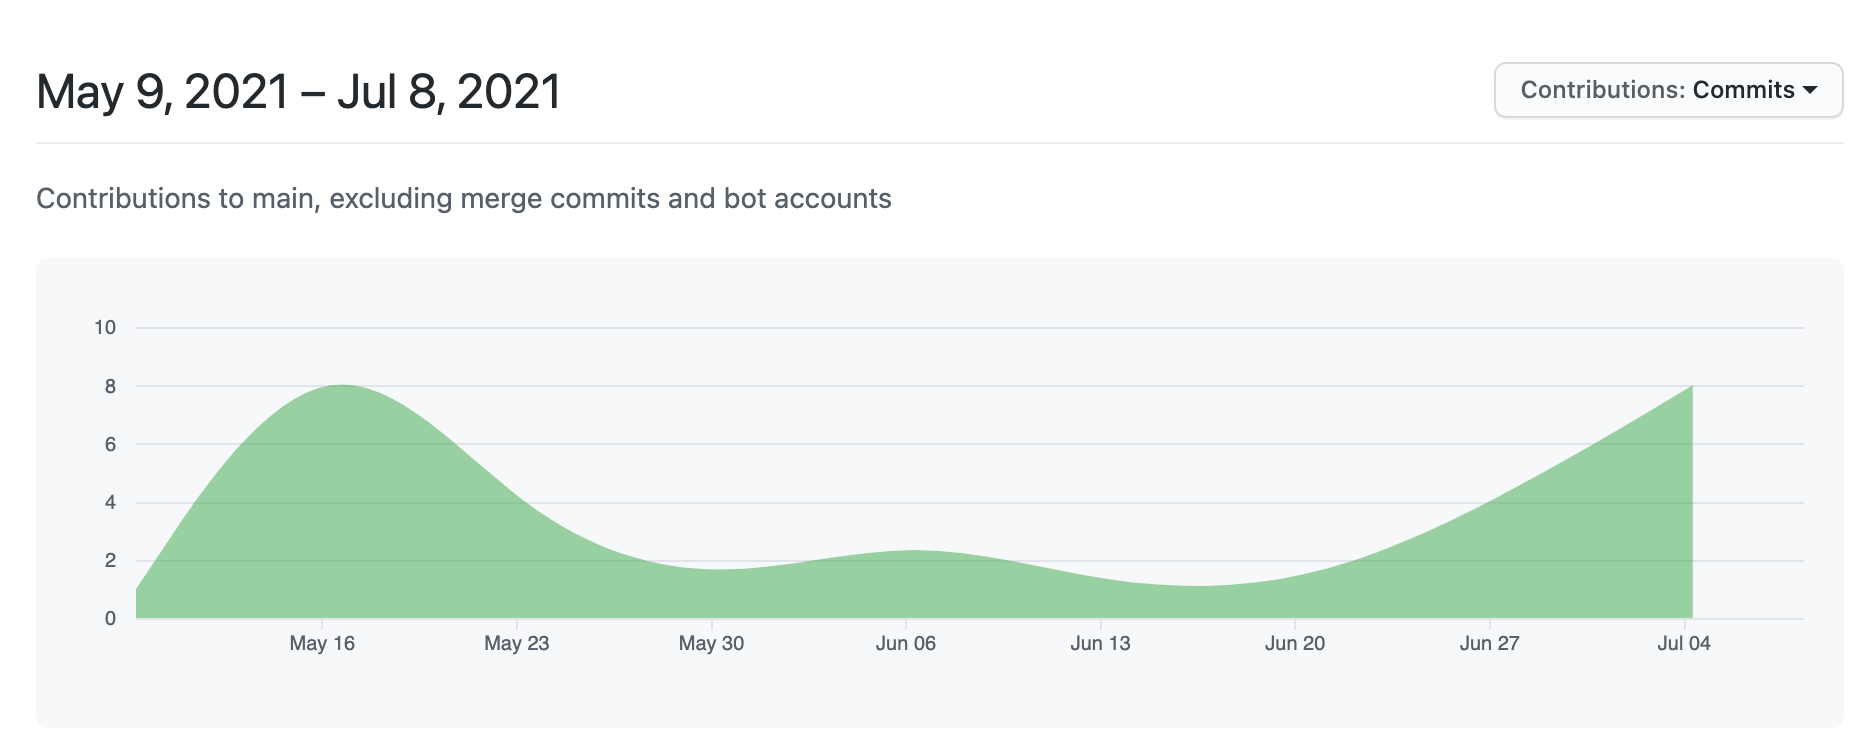 May 9, 2021 – Jul 8, 2021
Contributions: Commits
Contributions to main, excluding merge commits and bot accounts
10
8
6
4
2
0
May 16 May 23 May 30 Jun 06 Jun 13 Jun 20 Jun 27 Jul 04